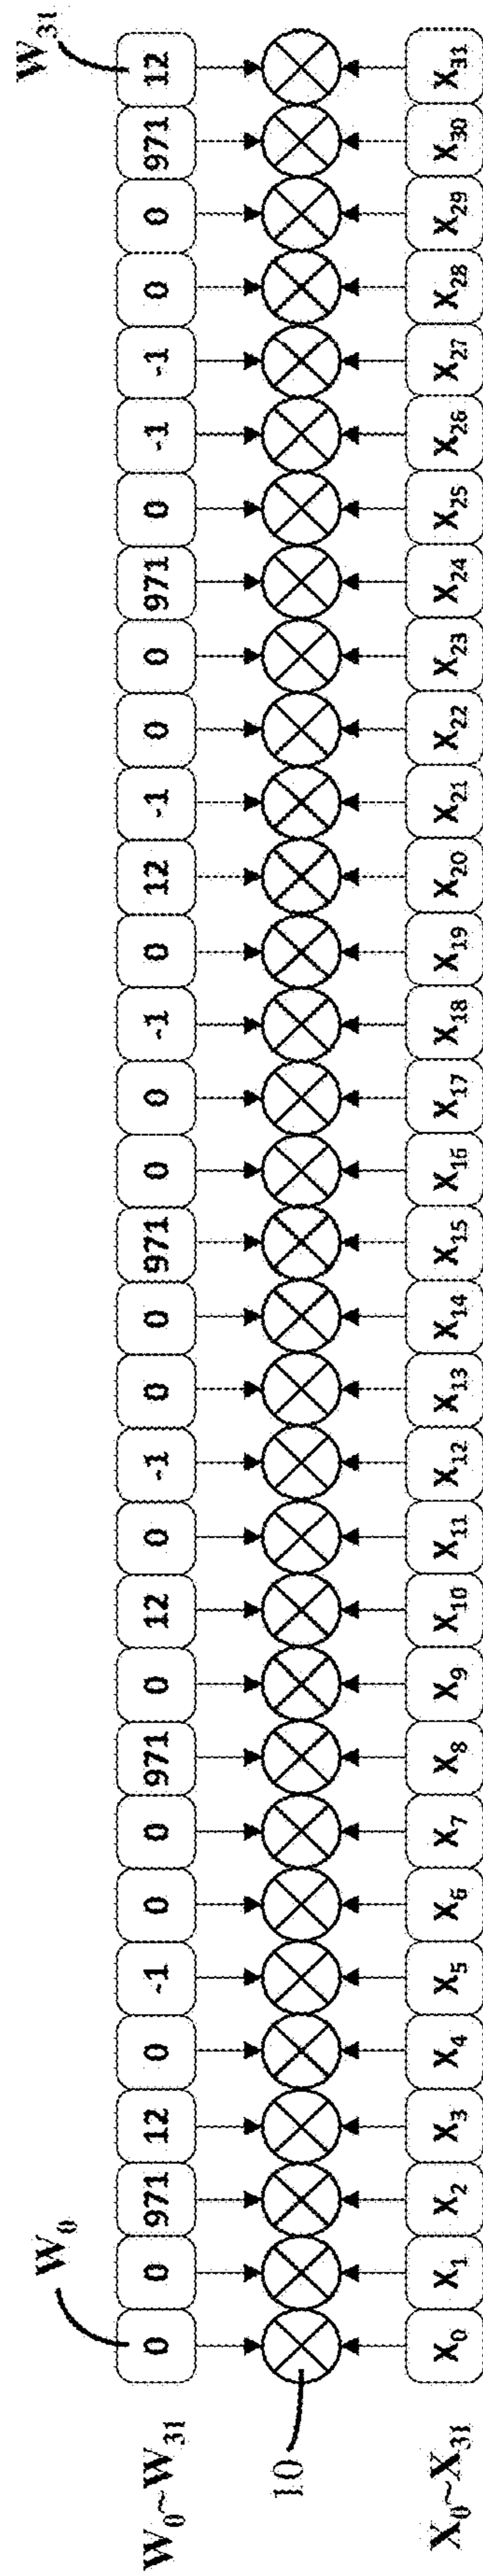 W₀ W₃₁
W₀~W₃₁ 0 0 971 12 0 -1 0 0 971 0 12 0 -1 0 0 971 0 0 -1 0 12 -1 0 0 971 0 -1 -1 0 0 971 12
10
X₀~X₃₁ X₀ X₁ X₂ X₃ X₄ X₅ X₆ X₇ X₈ X₉ X₁₀ X₁₁ X₁₂ X₁₃ X₁₄ X₁₅ X₁₆ X₁₇ X₁₈ X₁₉ X₂₀ X₂₁ X₂₂ X₂₃ X₂₄ X₂₅ X₂₆ X₂₇ X₂₈ X₂₉ X₃₀ X₃₁